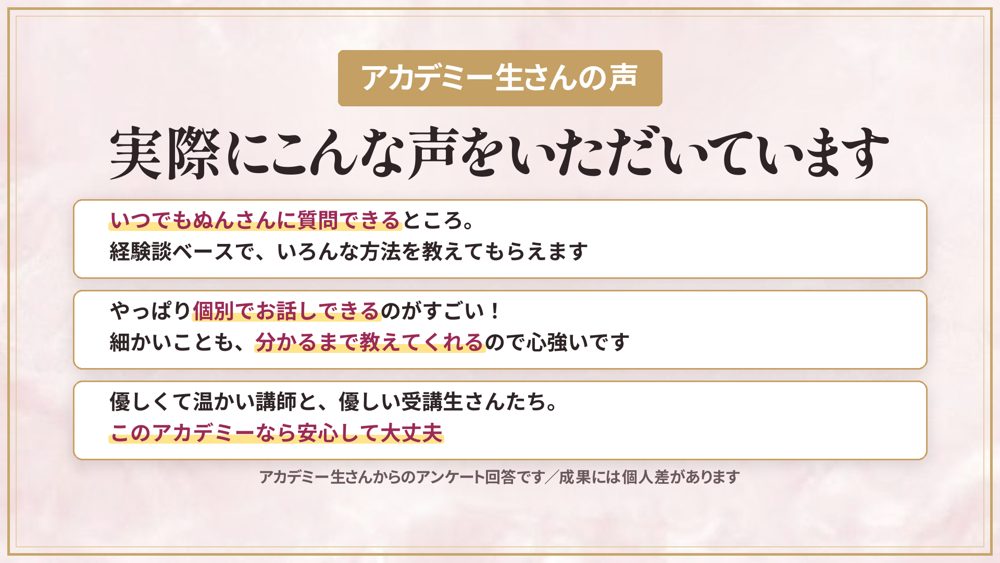 アカデミー生さんの声
実際にこんな声をいただいています
いつでもぬんさんに質問できるところ。
経験談ベースで、いろんな方法を教えてもらえます
やっぱり個別でお話しできるのがすごい！
細かいことも、分かるまで教えてくれるので心強いです
優しくて温かい講師と、優しい受講生さんたち。
このアカデミーなら安心して大丈夫
アカデミー生さんからのアンケート回答です／成果には個人差があります